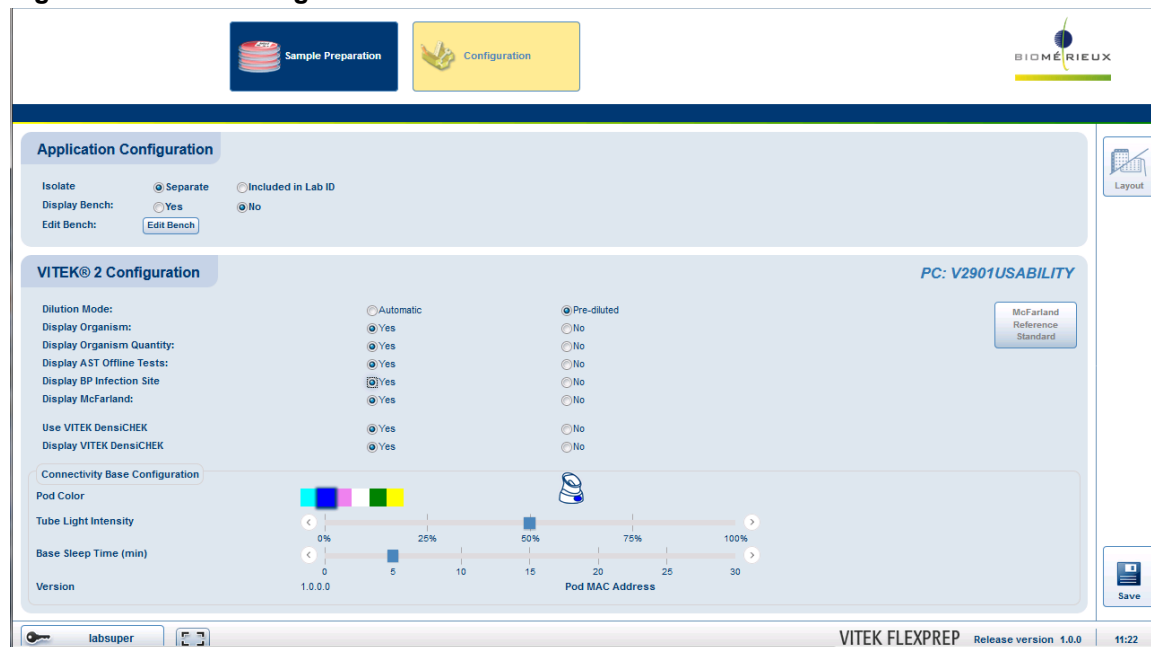 Sample Preparation
Configuration
BIOMÉRIEUX
Application Configuration
Layout
Isolate Separate Included in Lab ID
Display Bench: Yes No
Edit Bench: Edit Bench
VITEK® 2 Configuration PC: V2901USABILITY
Dilution Mode: Automatic Pre-diluted
McFarland
Reference
Standard
Display Organism: Yes No
Display Organism Quantity: Yes No
Display AST Offline Tests: Yes No
Display BP Infection Site Yes No
Display McFarland: Yes No
Use VITEK DensiCHEK Yes No
Display VITEK DensiCHEK Yes No
Connectivity Base Configuration
Pod Color
Tube Light Intensity
0% 25% 50% 75% 100%
Base Sleep Time (min)
0 5 10 15 20 25 30
Version 1.0.0.0 Pod MAC Address
Save
labsuper VITEK FLEXPREP Release version 1.0.0 11:22